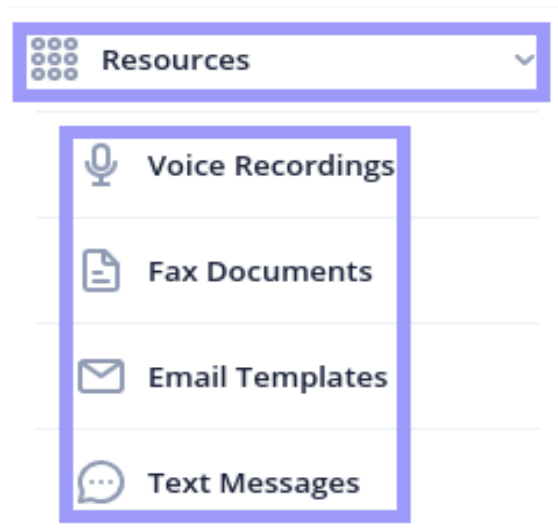 Resources
Voice Recordings
Fax Documents
Email Templates
Text Messages